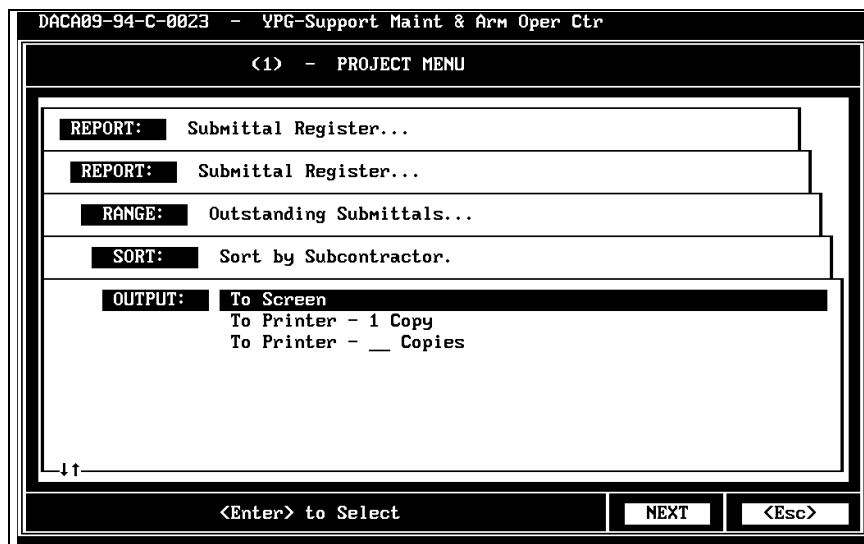 DACA09-94-C-0023 - YPG-Support Maint & Arm Oper Ctr
(1) - PROJECT MENU
REPORT: Submittal Register...
REPORT: Submittal Register...
RANGE: Outstanding Submittals...
SORT: Sort by Subcontractor.
OUTPUT: To Screen
To Printer - 1 Copy
To Printer - __ Copies
↓↑
<Enter> to Select NEXT <Esc>